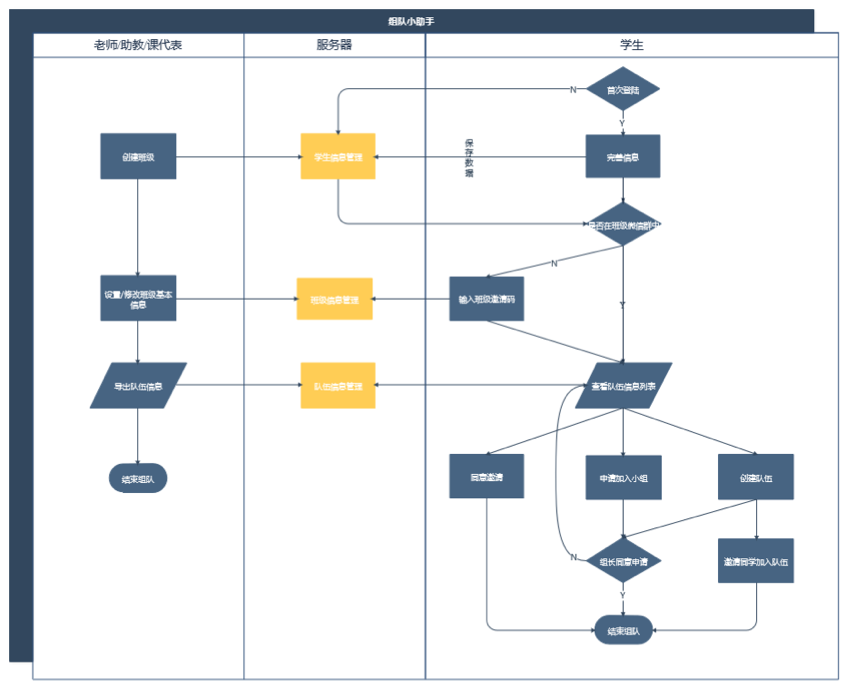 组队小助手
老师/助教/课代表
服务器
学生
首次登陆
N
Y
创建班级
学生信息管理
保存数据
完善信息
是否在班级微信群中
N
Y
设置/修改班级基本
信息
班级信息管理
输入班级邀请码
导出队伍信息
队伍信息管理
查看队伍信息列表
结束组队
同意邀请
申请加入小组
创建队伍
N
组长同意申请
邀请同学加入队伍
Y
结束组队